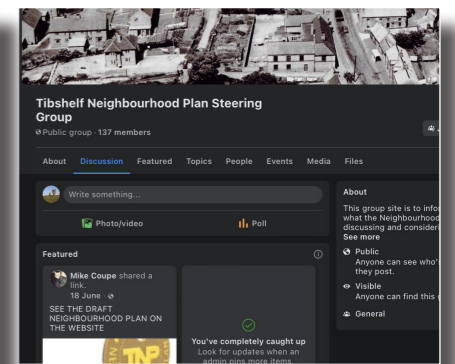 Tibshelf Neighbourhood Plan Steering
Group
Public group · 137 members
About Discussion Featured Topics People Events Media Files
Write something...
Photo/video
Poll
Featured
Mike Coupe shared a
link.
18 June ·
SEE THE DRAFT
NEIGHBOURHOOD PLAN ON
THE WEBSITE
TNP
You've completely caught up
Look for updates when an
admin pins more items.
About
This group site is to
what the Neighbourhood
discussing and
See more
Public
Anyone can see
they post.
Visible
Anyone can find this
General